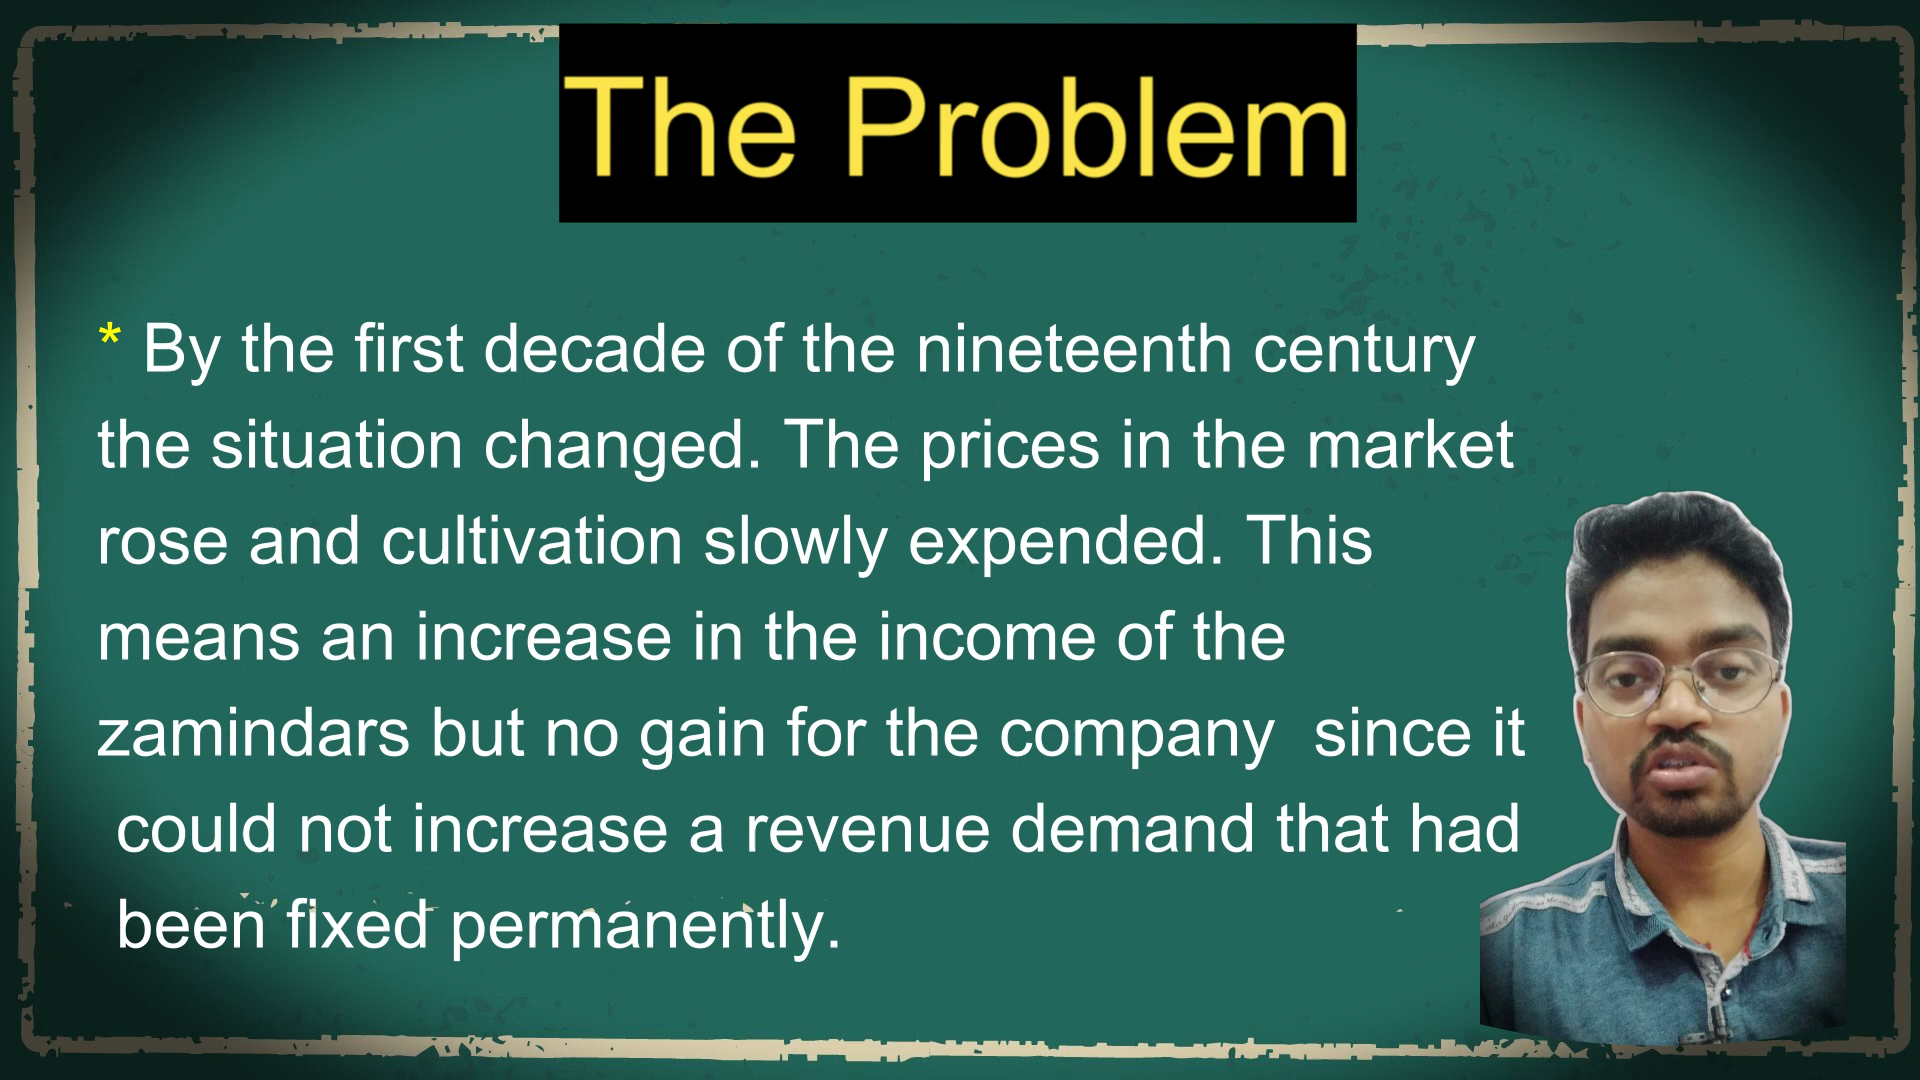 The Problem
* By the first decade of the nineteenth century
the situation changed. The prices in the market
rose and cultivation slowly expended. This
means an increase in the income of the
zamindars but no gain for the company  since it
could not increase a revenue demand that had
been fixed permanently.